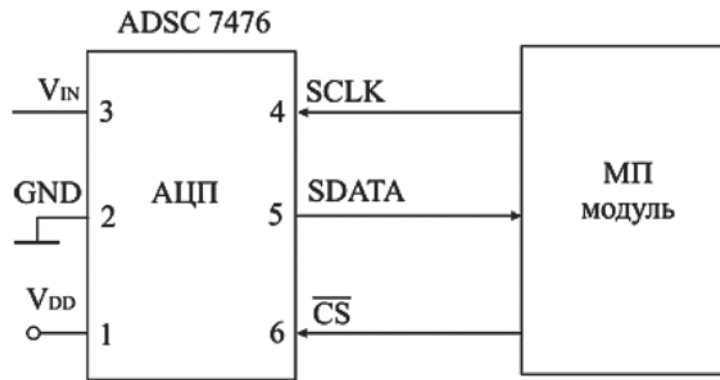 ADSC 7476
VIN
3
4
SCLK
GND
2
АЦП
5
SDATA
МП
модуль
VDD
1
6
CS